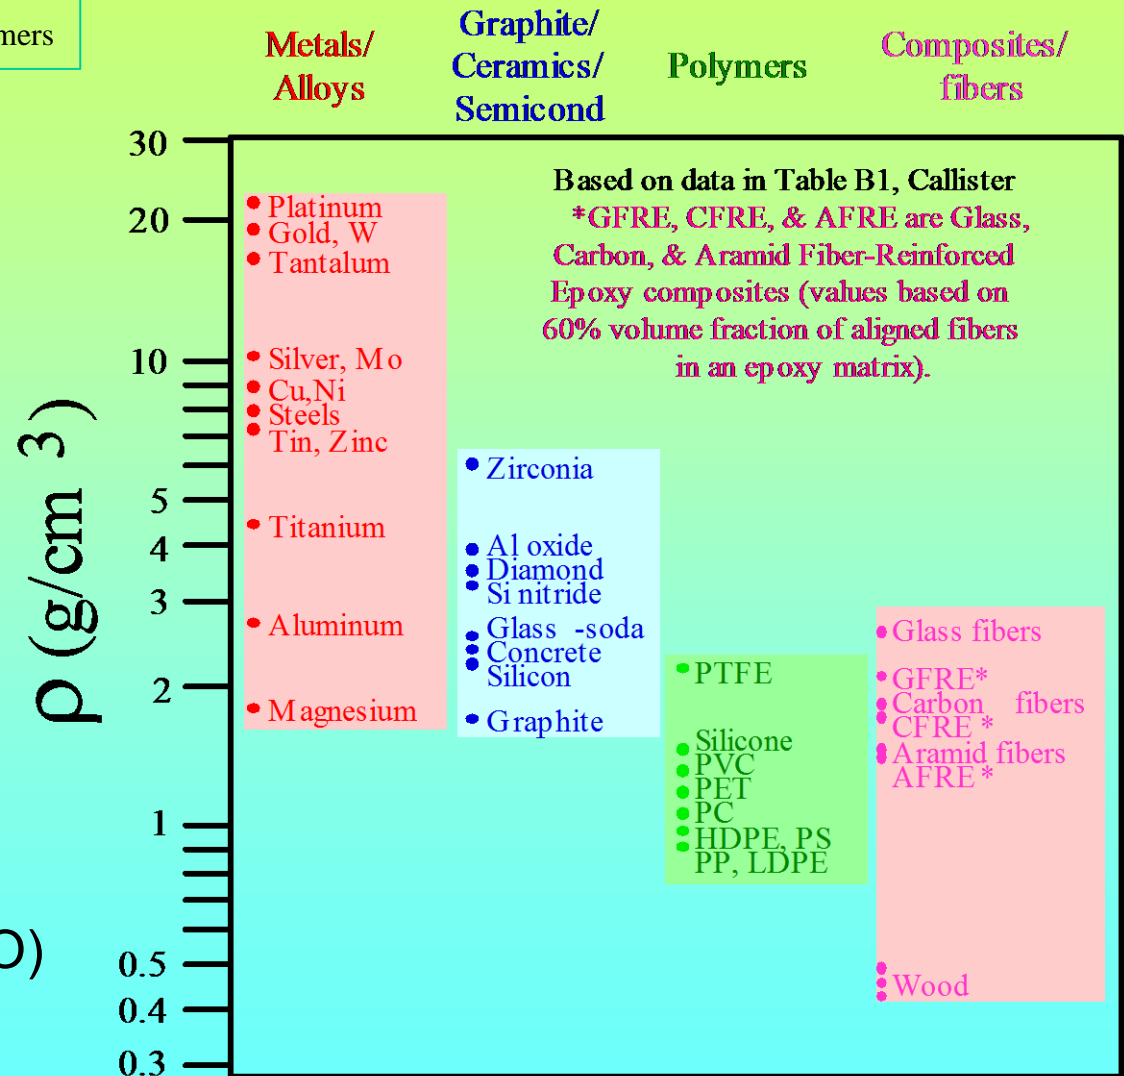 mers
Metals/
Alloys
Graphite/
Ceramics/
Semicond
Polymers
Composites/
fibers
ρ (g/cm 3)
30
20
10
5
4
3
2
1
0.5
0.4
0.3
Based on data in Table B1, Callister
*GFRE, CFRE, & AFRE are Glass,
Carbon, & Aramid Fiber-Reinforced
Epoxy composites (values based on
60% volume fraction of aligned fibers
in an epoxy matrix).
Platinum
Gold, W
Tantalum
Silver, Mo
Cu,Ni
Steels
Tin, Zinc
Titanium
Aluminum
Magnesium
Zirconia
Al oxide
Diamond
Si nitride
Glass -soda
Concrete
Silicon
Graphite
PTFE
Silicone
PVC
PET
PC
HDPE, PS
PP, LDPE
Glass fibers
GFRE*
Carbon fibers
CFRE *
Aramid fibers
AFRE *
Wood
O)